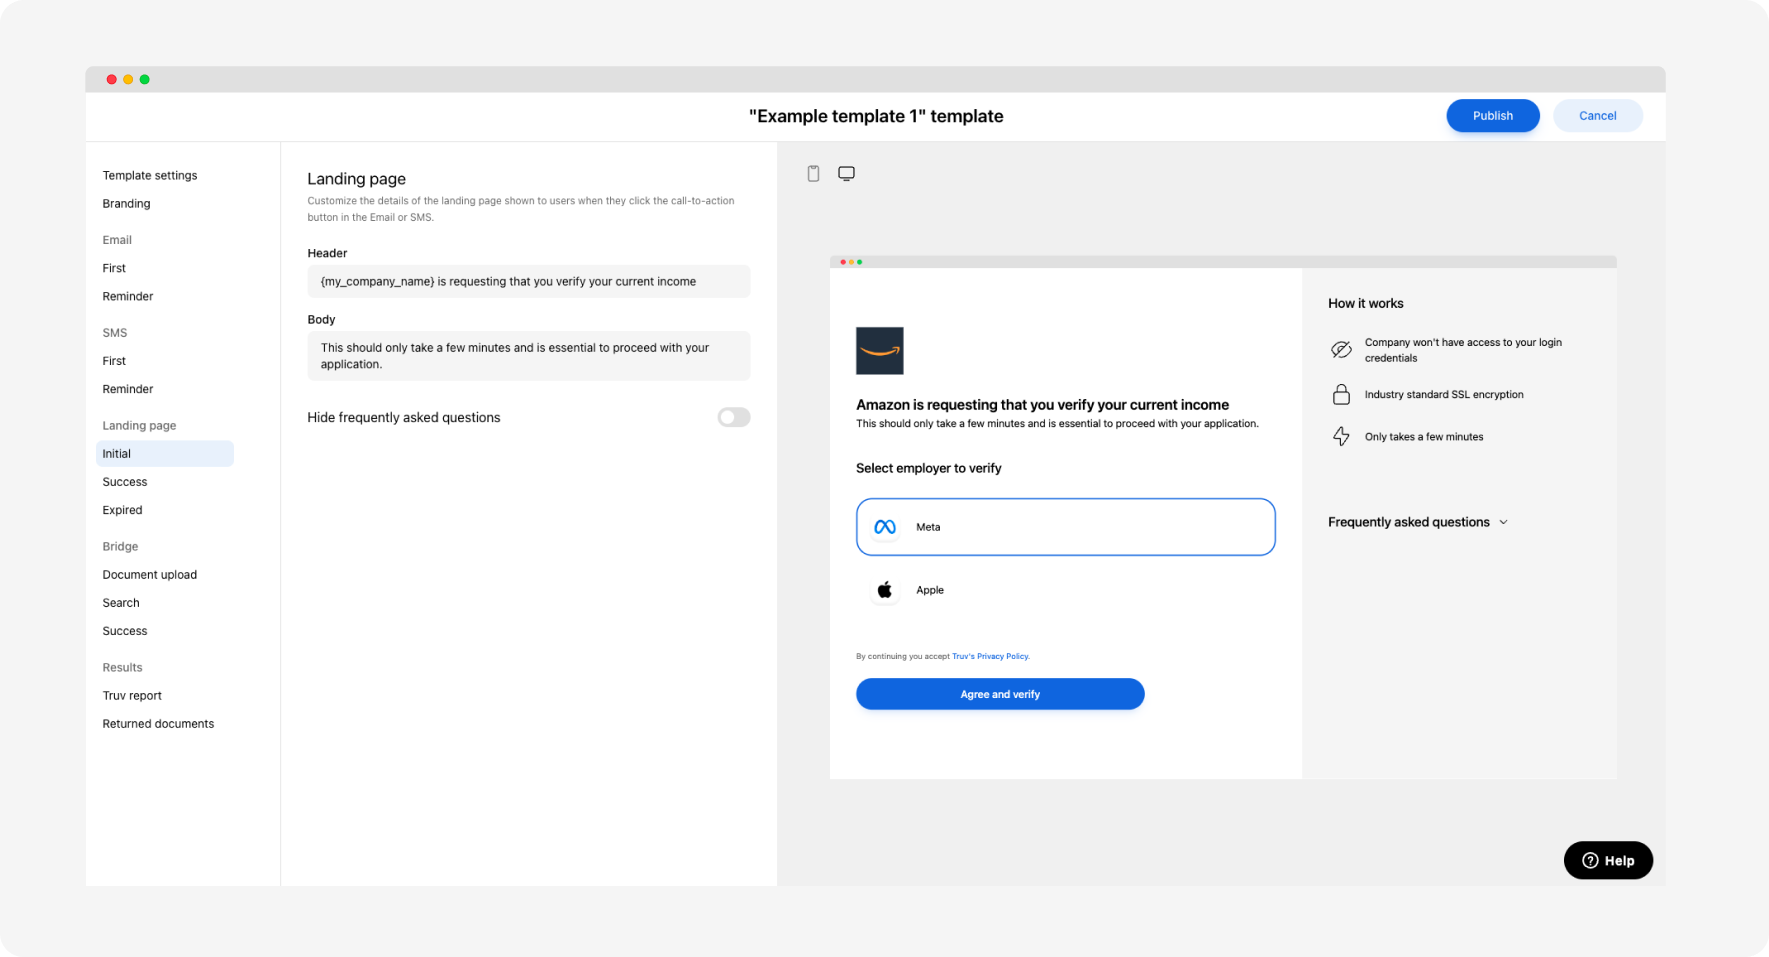 "Example template 1" template
Publish
Cancel
Template settings
Branding
Email
First
Reminder
SMS
First
Reminder
Landing page
Initial
Success
Expired
Bridge
Document upload
Search
Success
Results
Truv report
Returned documents
Landing page
Customize the details of the landing page shown to users when they click the call-to-action
button in the Email or SMS.
Header
{my_company_name} is requesting that you verify your current income
Body
This should only take a few minutes and is essential to proceed with your
application.
Hide frequently asked questions
Amazon is requesting that you verify your current income
This should only take a few minutes and is essential to proceed with your application.
Select employer to verify
Meta
Apple
By continuing you accept Truv's Privacy Policy.
Agree and verify
How it works
Company won't have access to your login
credentials
Industry standard SSL encryption
Only takes a few minutes
Frequently asked questions
Help